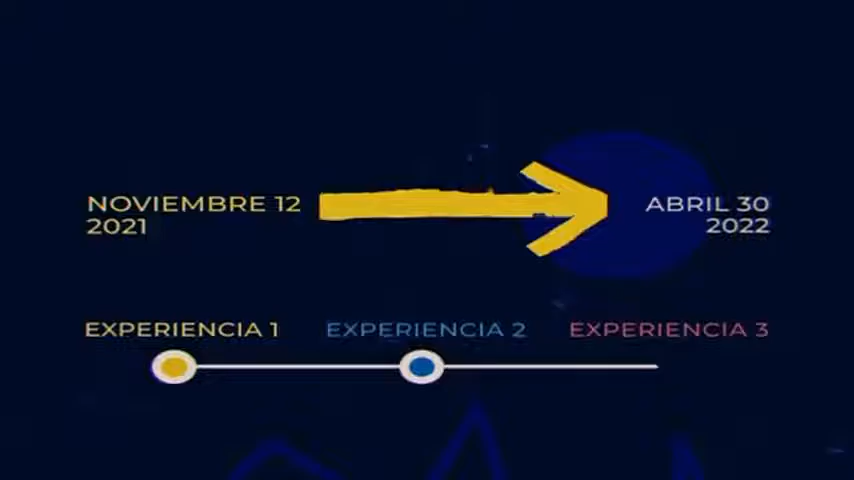 NOVIEMBRE 12
2021
ABRIL 30
2022
EXPERIENCIA 1
EXPERIENCIA 2
EXPERIENCIA 3